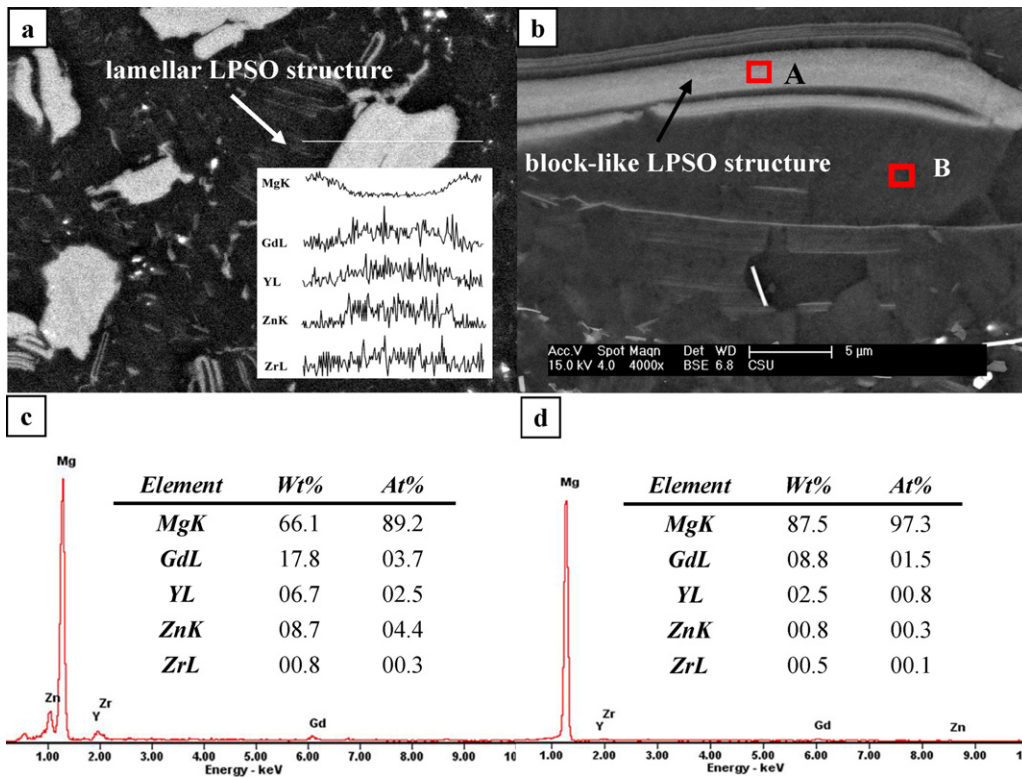 a
lamellar LPSO structure
MgK
GdL
YL
ZnK
ZrL
b
A
block-like LPSO structure
B
Acc.V Spot Magn Det WD 5 µm
15.0 kV 4.0 4000x BSE 6.8 CSU
c
Mg
Element Wt% At%
MgK 66.1 89.2
GdL 17.8 03.7
YL 06.7 02.5
ZnK 08.7 04.4
ZrL 00.8 00.3
Zn
Zr
Y
Gd
1.00 2.00 3.00 4.00 5.00 6.00 7.00 8.00 9.00 10
Energy - keV
d
Mg
Element Wt% At%
MgK 87.5 97.3
GdL 08.8 01.5
YL 02.5 00.8
ZnK 00.8 00.3
ZrL 00.5 00.1
Zr
Y
Gd
Zn
1.00 2.00 3.00 4.00 5.00 6.00 7.00 8.00 9.00 1
Energy - keV